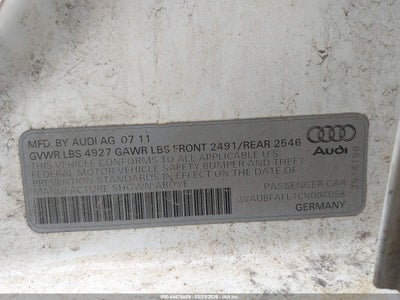 MFD. BY AUDI AG 07 11
GVWR LBS 4927 GAWR LBS FRONT 2491/REAR 2546
THIS VEHICLE CONFORMS TO ALL APPLICABLE U.S
FEDERAL MOTOR VEHICLE SAFETY BUMPER AND THEFT
PREVENTION STANDARDS IN EFFECT ON THE DATE OF
MANUFACTURE SHOWN ABOVE
Audi
PASSENGER CAR
WAUBFAFL1CN004058
GERMANY